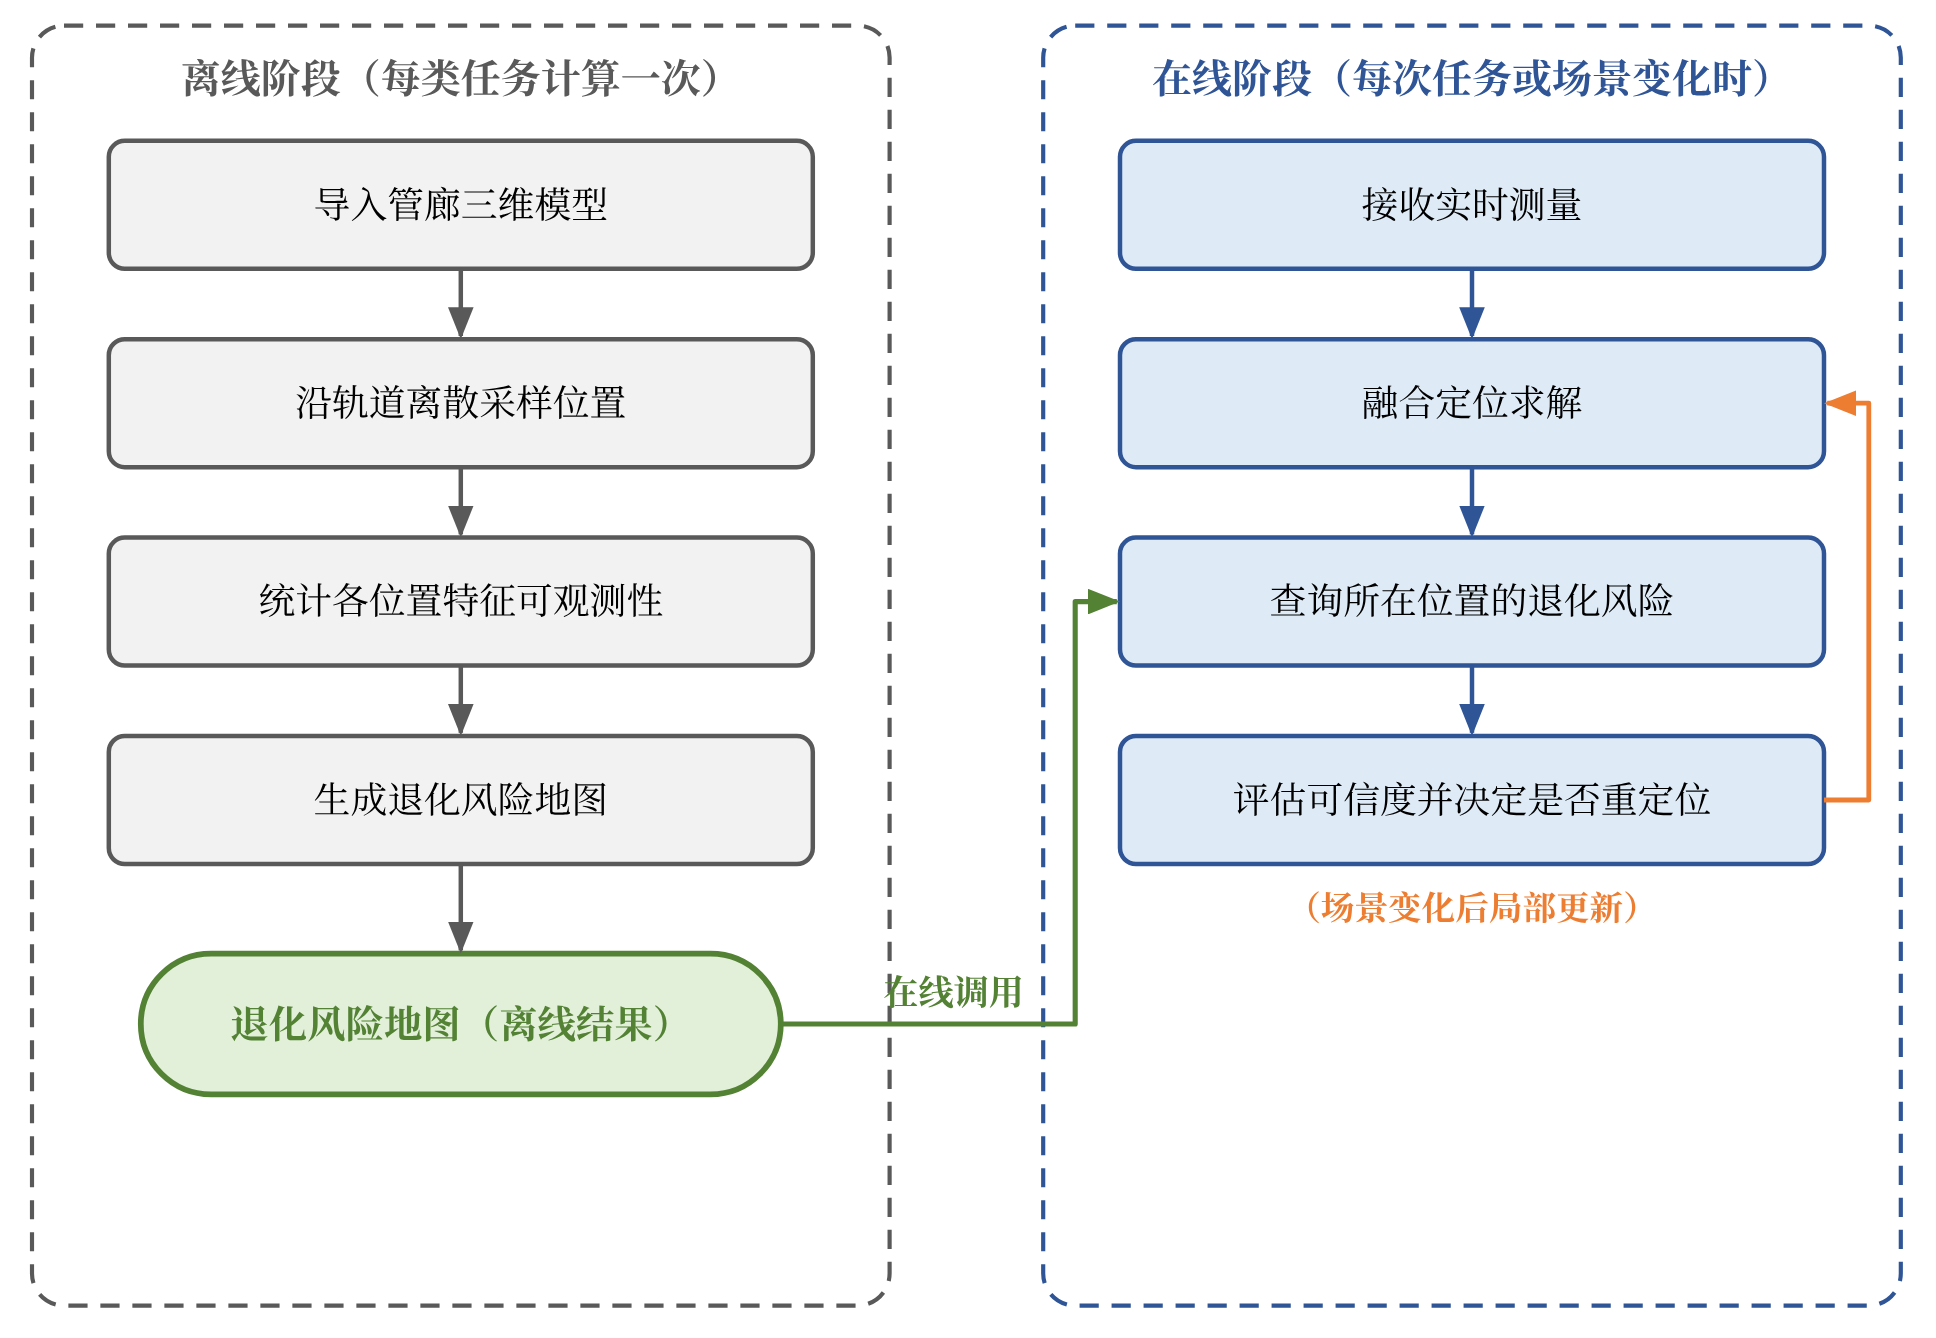 离线阶段（每类任务计算一次）
导入管廊三维模型
沿轨道离散采样位置
统计各位置特征可观测性
生成退化风险地图
退化风险地图（离线结果）
在线调用
在线阶段（每次任务或场景变化时）
接收实时测量
融合定位求解
查询所在位置的退化风险
评估可信度并决定是否重定位
（场景变化后局部更新）